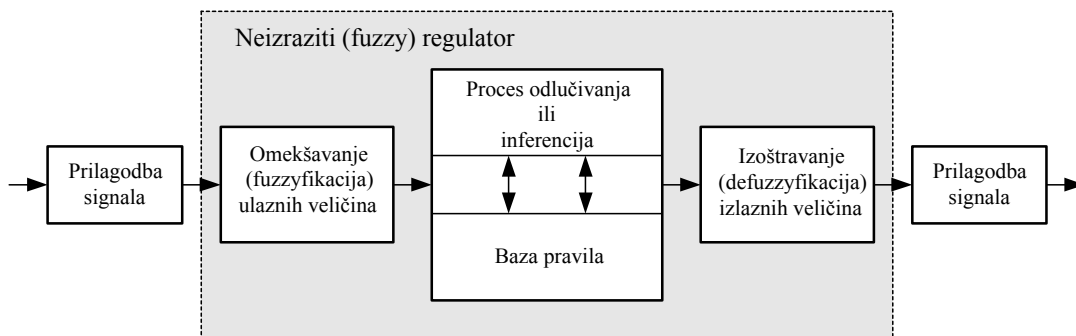 Neizraziti (fuzzy) regulator
Prilagodba
signala
Omekšavanje
(fuzzyfikacija)
ulaznih veličina
Proces odlučivanja
ili
inferencija
Baza pravila
Izoštravanje
(defuzzyfikacija)
izlaznih veličina
Prilagodba
signala